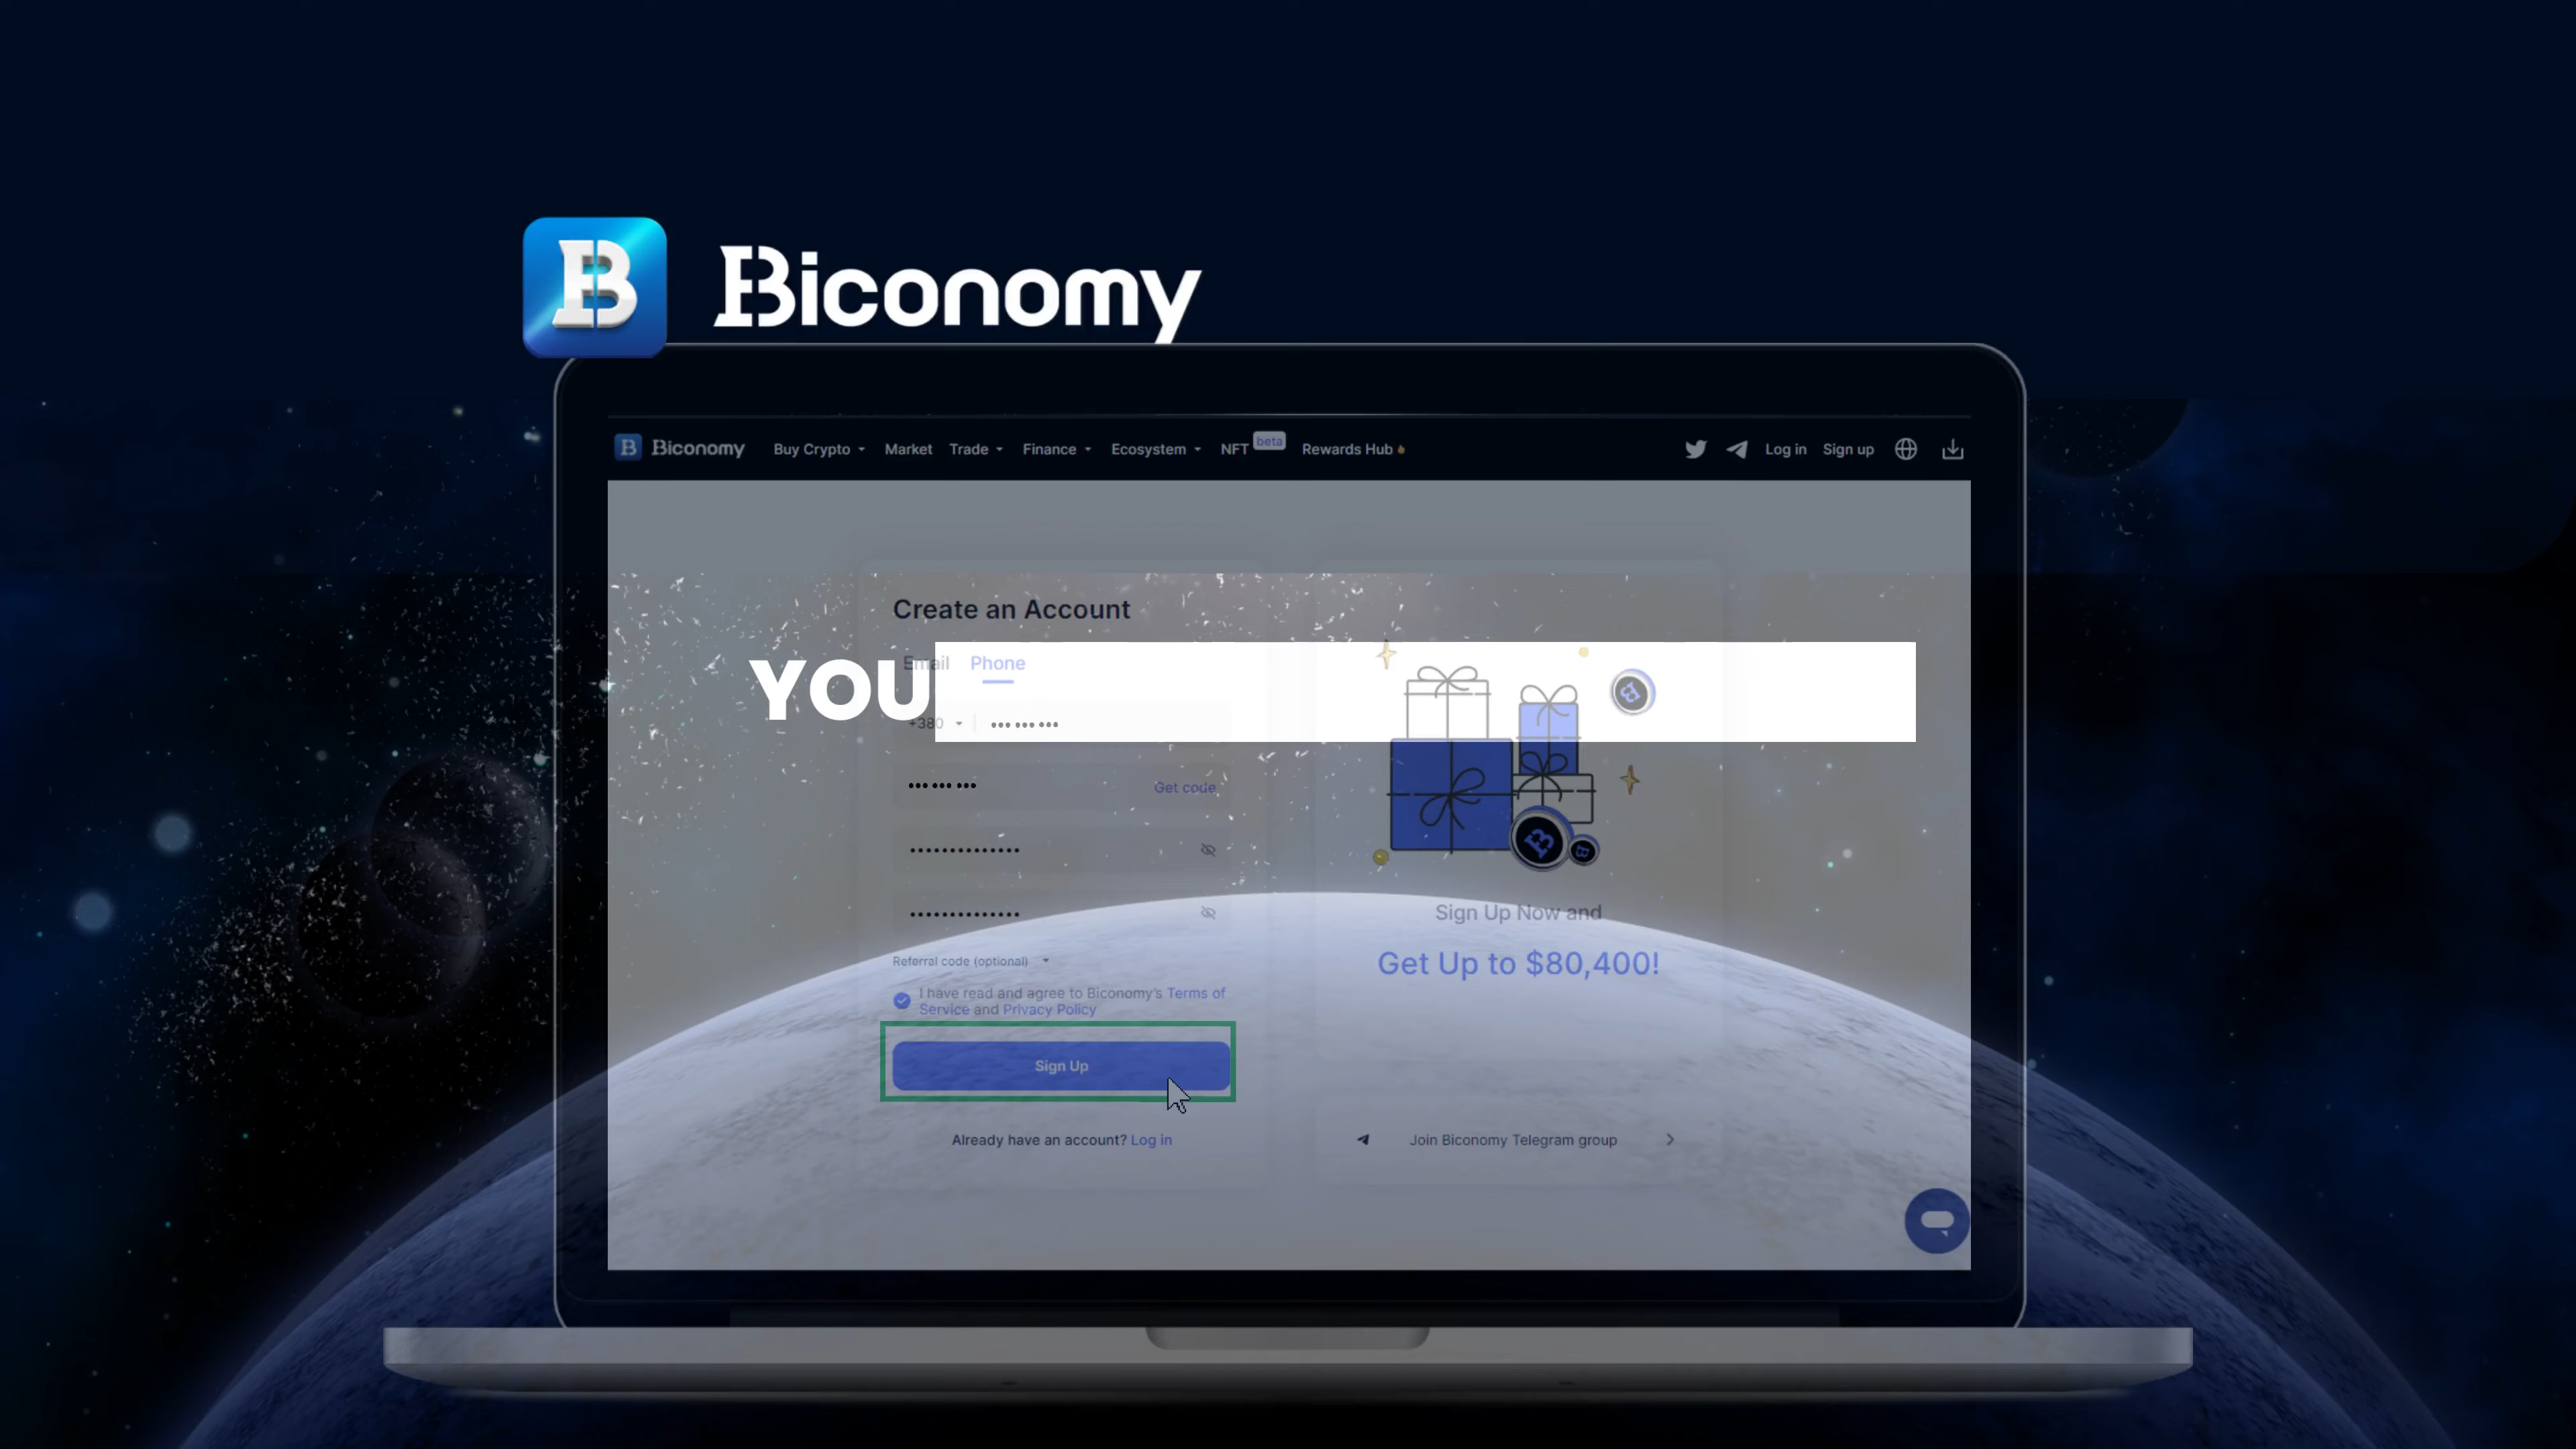 Biconomy
Biconomy Buy Crypto Market Trade Finance Ecosystem NFT beta Rewards Hub Log in Sign up
Create an Account
Email Phone
YOU
+380
Get code
Referral code (optional)
I have read and agree to Biconomy's Terms of
Service and Privacy Policy
Sign Up
Already have an account? Log in
Sign Up Now and
Get Up to $80,400!
Join Biconomy Telegram group